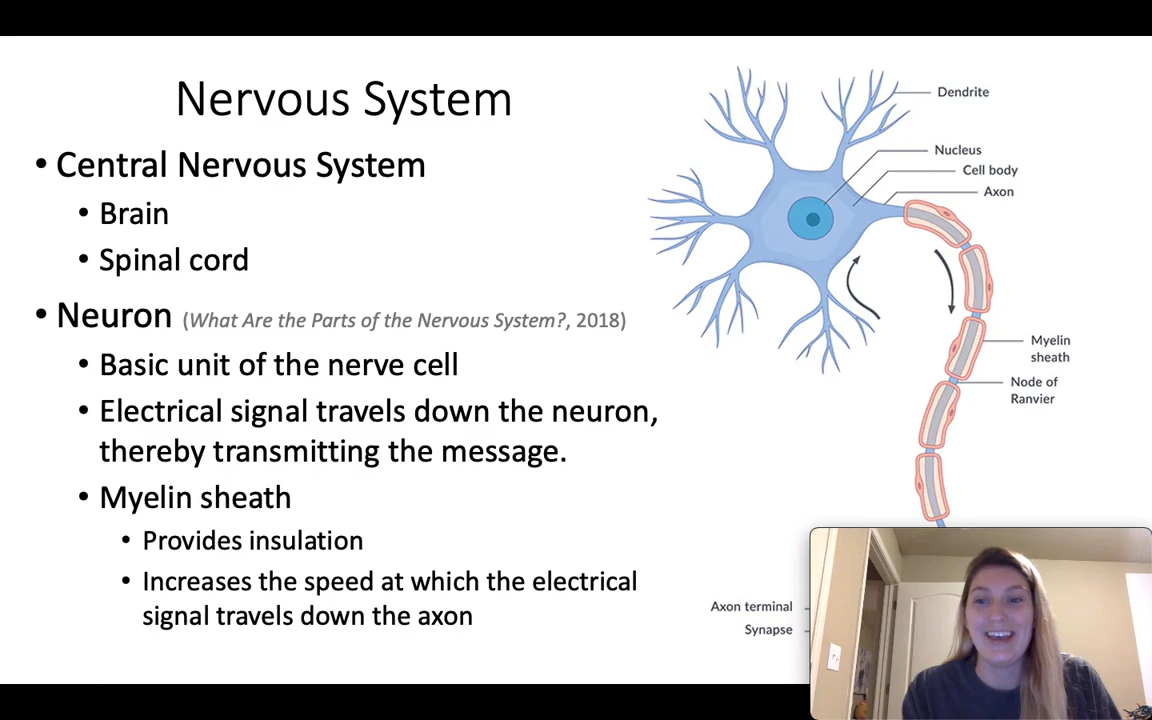 Nervous System
• Central Nervous System
• Brain
• Spinal cord
• Neuron (What Are the Parts of the Nervous System?, 2018)
• Basic unit of the nerve cell
• Electrical signal travels down the neuron,
thereby transmitting the message.
• Myelin sheath
• Provides insulation
• Increases the speed at which the electrical
signal travels down the axon
Dendrite
Nucleus
Cell body
Axon
Myelin
sheath
Node of
Ranvier
Axon terminal
Synapse